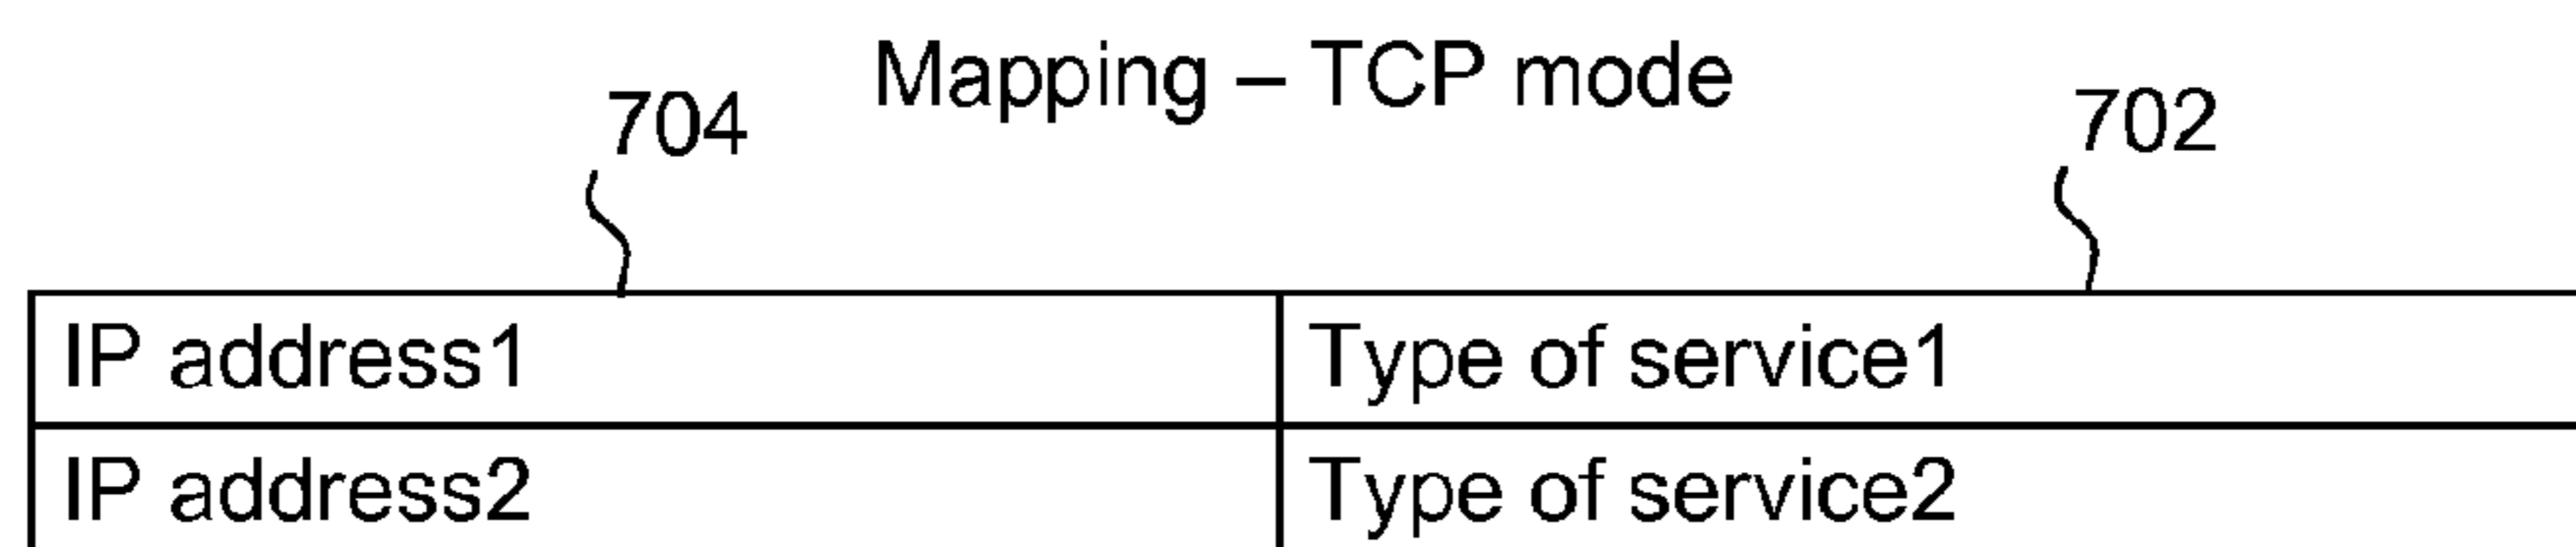 Mapping – TCP mode
704 702
IP address1 Type of service1
IP address2 Type of service2